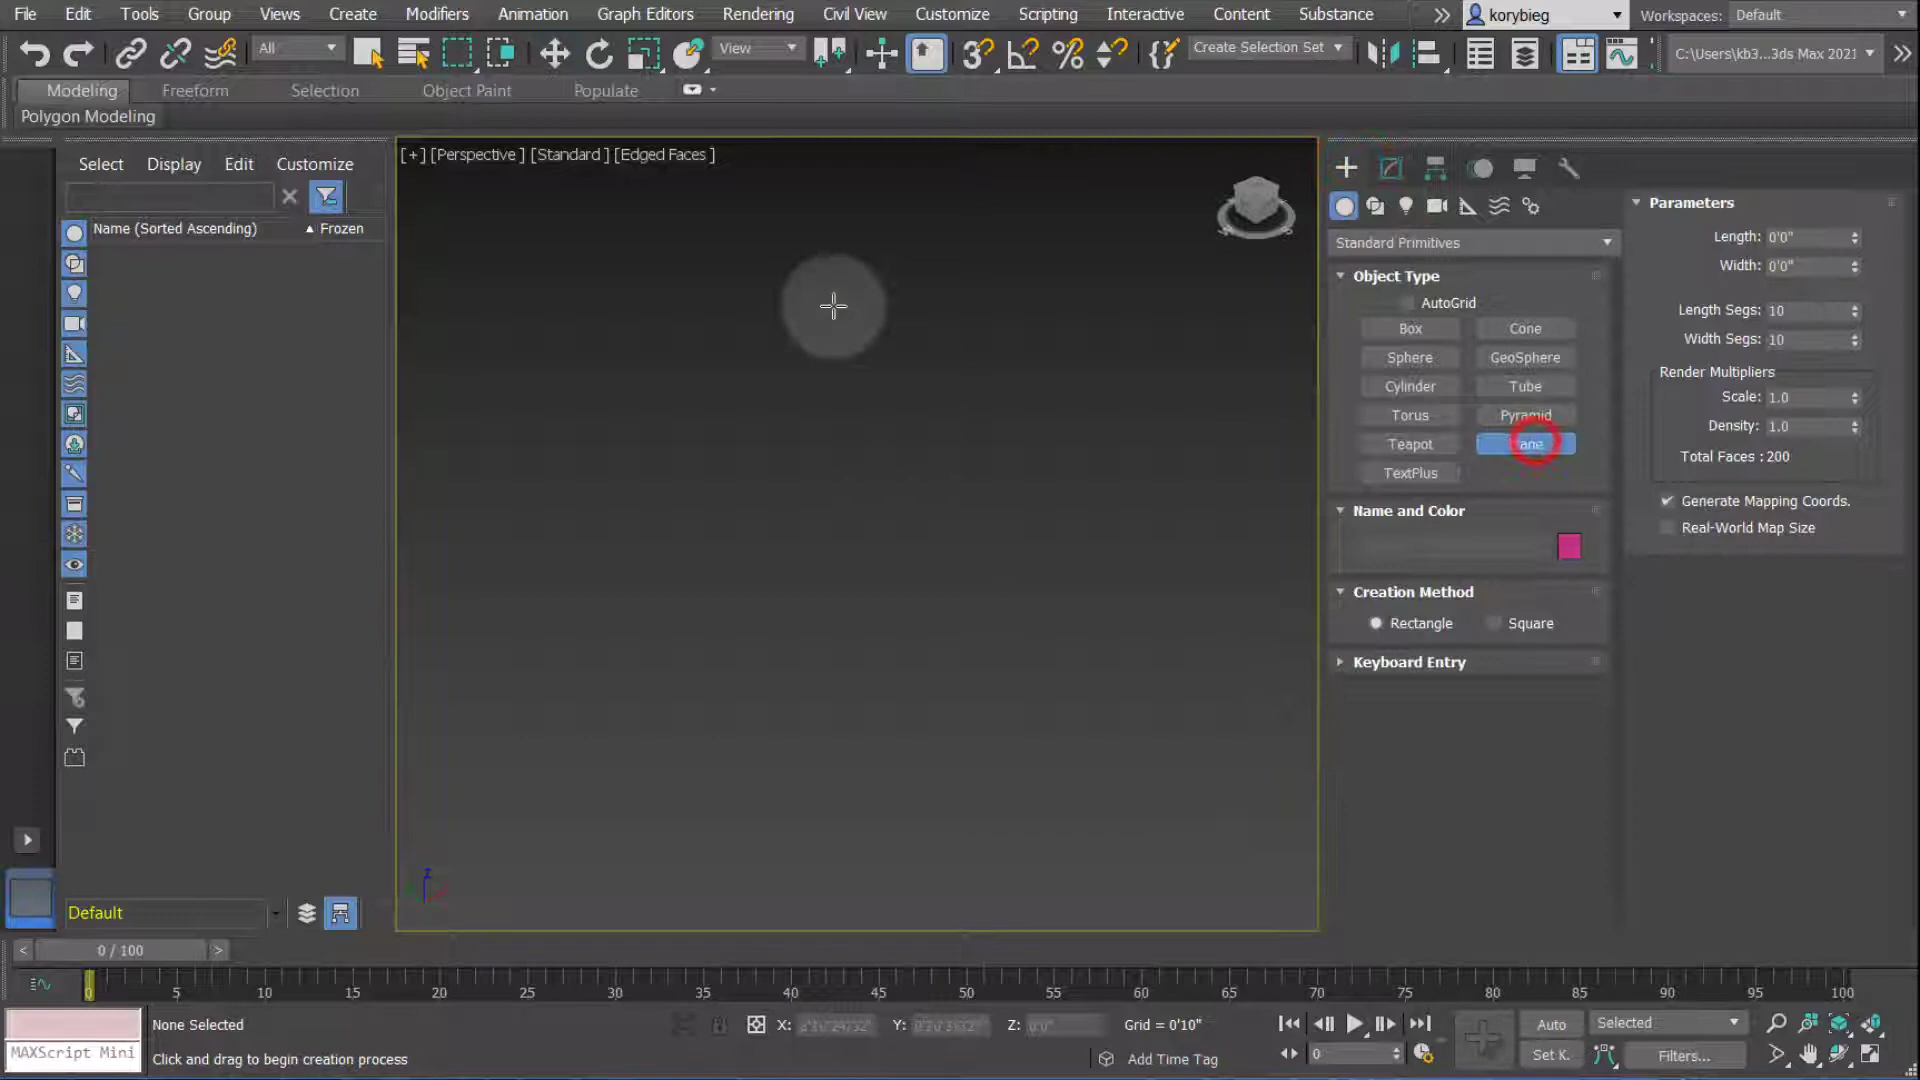 File Edit Tools Group Views Create Modifiers Animation Graph Editors Rendering Civil View Customize Scripting Interactive Content Substance korybieg Workspaces: Default
All View Create Selection Set C:\Users\kb3...3ds Max 2021
Modeling Freeform Selection Object Paint Populate
Polygon Modeling
Select Display Edit Customize
Name (Sorted Ascending) Frozen
[+] [Perspective ] [Standard ] [Edged Faces ]
Standard Primitives
Object Type
AutoGrid
Box Cone
Sphere GeoSphere
Cylinder Tube
Torus Pyramid
Teapot ane
TextPlus
Name and Color
Creation Method
Rectangle Square
Keyboard Entry
Parameters
Length: 0'0"
Width: 0'0"
Length Segs: 10
Width Segs: 10
Render Multipliers
Scale: 1.0
Density: 1.0
Total Faces : 200
Generate Mapping Coords.
Real-World Map Size
Default
< 0 / 100 >
0 5 10 15 20 25 30 35 40 45 50 55 60 65 70 75 80 85 90 95 100
None Selected X: Y: Z: 0'0" Grid = 0'10" Auto Selected
MAXScript Mini Click and drag to begin creation process Add Time Tag 0 Set K. Filters...